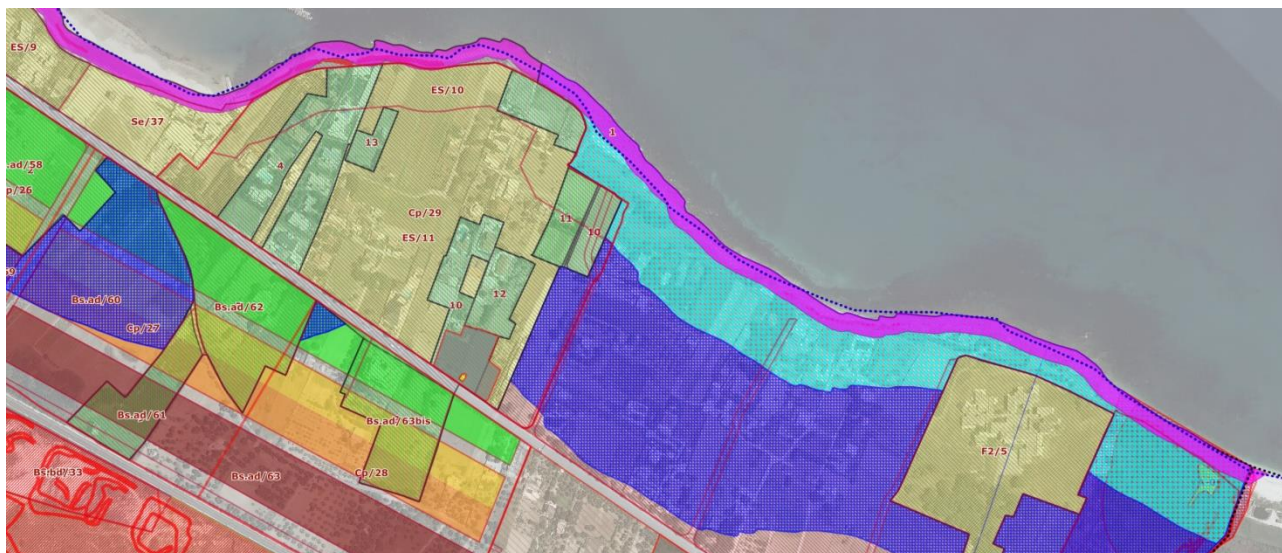 ES/9
ES/10
1
Se/37
13
4
.ad/58
p/26
Cp/29
11
ES/11
10
Bs.ad/60
Bs.ad/62
10
12
Cp/27
Bs.ad/61
Bs.ad/63bis
F2/5
Bs.bd/33
Bs.ad/63
Cp/28